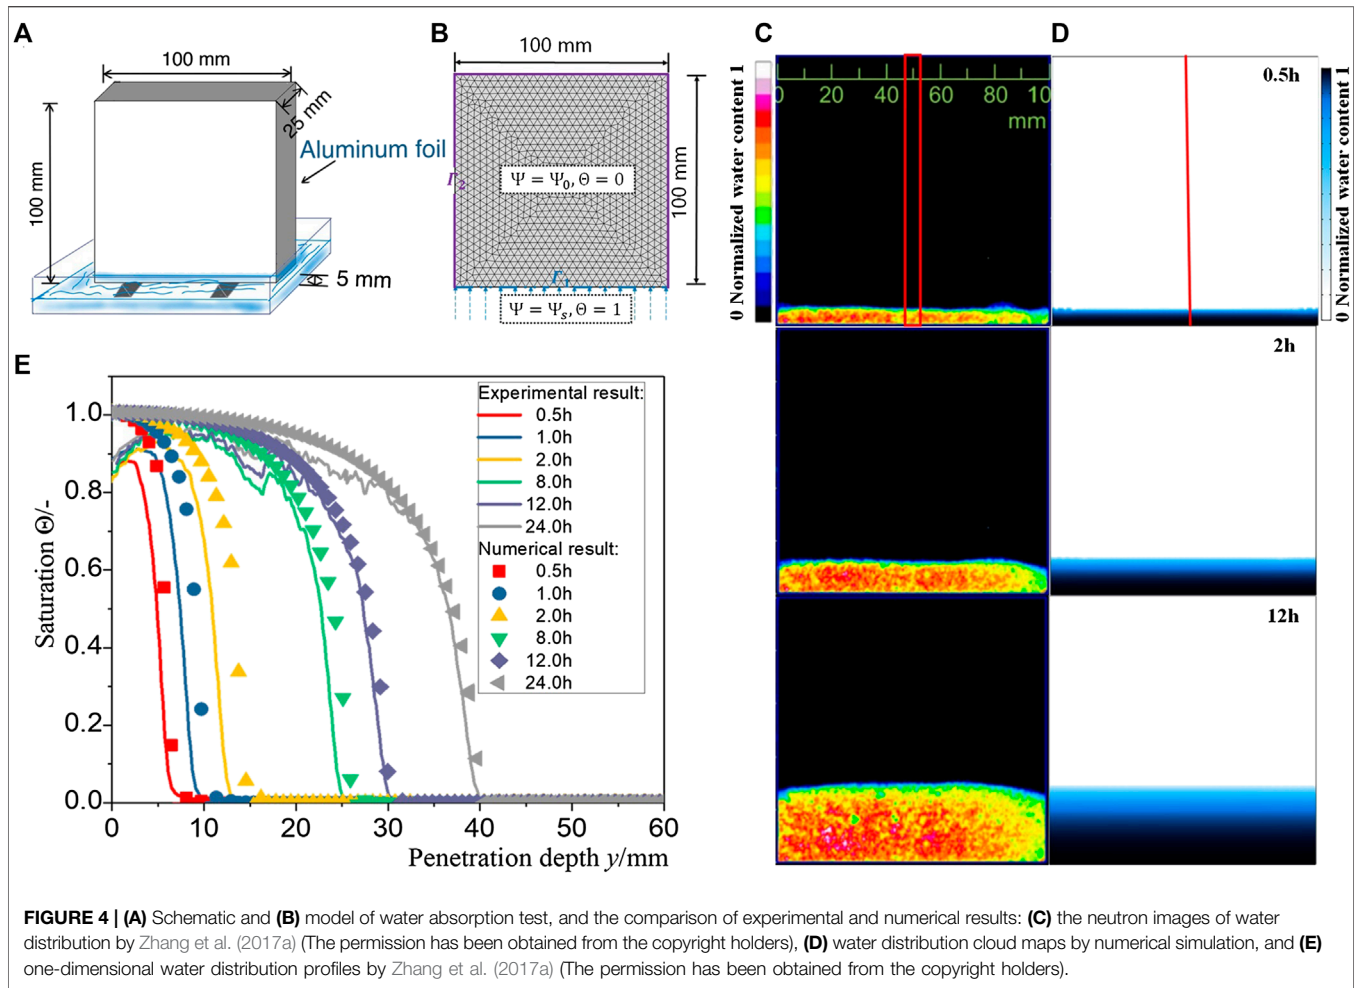 A
100 mm
25 mm
Aluminum foil
100 mm
5 mm
B
100 mm
Γ2
Ψ = Ψ0, Θ = 0
100 mm
Γ1
Ψ = Ψs, Θ = 1
C
0 Normalized water content 1
0 20 40 60 80 10
mm
D
0.5h
0 Normalized water content 1
2h
12h
E
Saturation Θ/-
1.0
0.8
0.6
0.4
0.2
0.0
0 10 20 30 40 50 60
Penetration depth y/mm
Experimental result:
0.5h
1.0h
2.0h
8.0h
12.0h
24.0h
Numerical result:
0.5h
1.0h
2.0h
8.0h
12.0h
24.0h
FIGURE 4 | (A) Schematic and (B) model of water absorption test, and the comparison of experimental and numerical results: (C) the neutron images of water
distribution by Zhang et al. (2017a) (The permission has been obtained from the copyright holders), (D) water distribution cloud maps by numerical simulation, and (E)
one-dimensional water distribution profiles by Zhang et al. (2017a) (The permission has been obtained from the copyright holders).